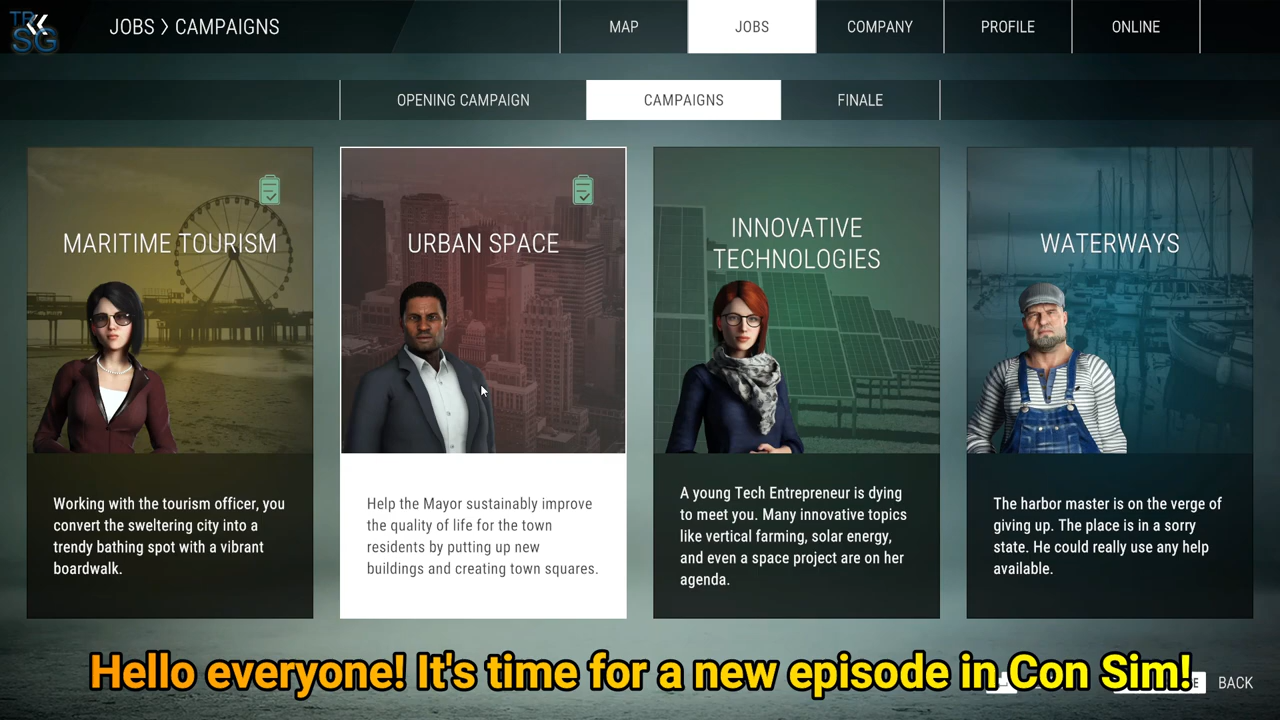 TR
SG
JOBS > CAMPAIGNS
MAP
JOBS
COMPANY
PROFILE
ONLINE
OPENING CAMPAIGN
CAMPAIGNS
FINALE
MARITIME TOURISM
Working with the tourism officer, you
convert the sweltering city into a
trendy bathing spot with a vibrant
boardwalk.
URBAN SPACE
Help the Mayor sustainably improve
the quality of life for the town
residents by putting up new
buildings and creating town squares.
INNOVATIVE
TECHNOLOGIES
A young Tech Entrepreneur is dying
to meet you. Many innovative topics
like vertical farming, solar energy,
and even a space project are on her
agenda.
WATERWAYS
The harbor master is on the verge of
giving up. The place is in a sorry
state. He could really use any help
available.
Hello everyone! It's time for a new episode in Con Sim!
BACK